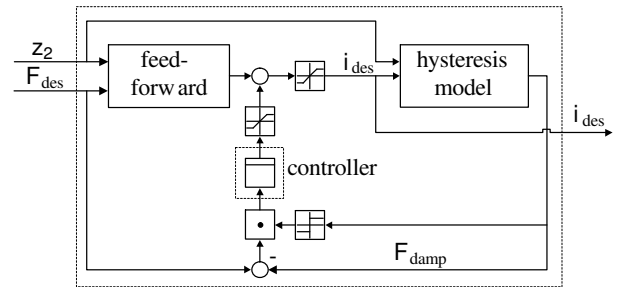 z2
Fdes
feed-
forward
ides
hysteresis
model
ides
controller
-
Fdamp